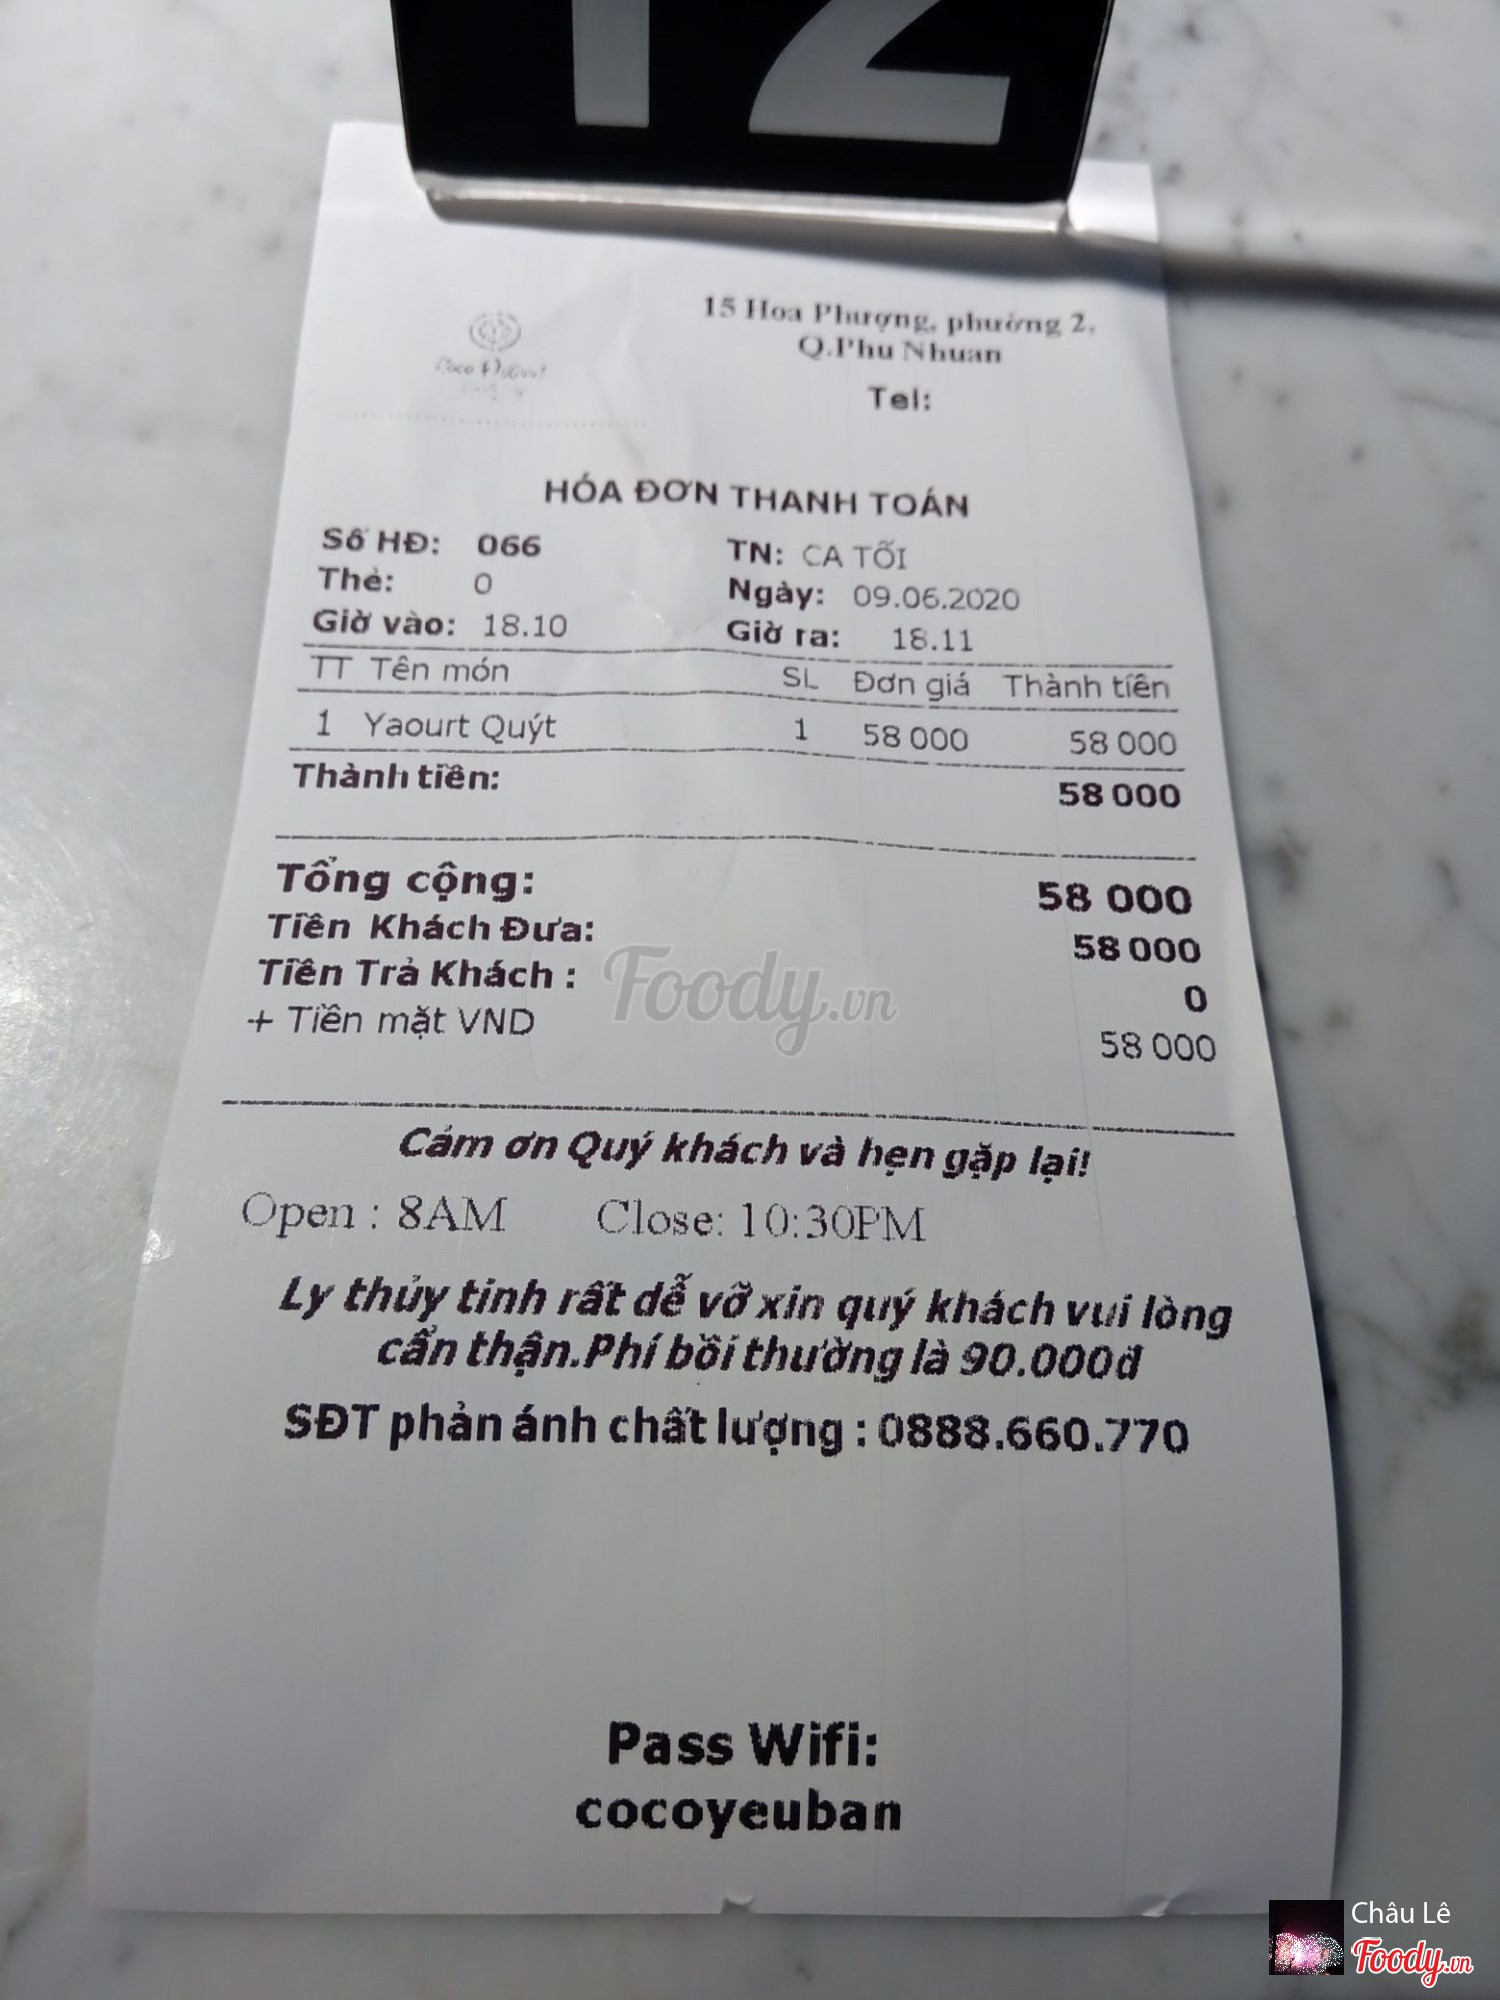 12
15 Hoa Phượng, phường 2,
Q.Phu Nhuan
Tel:
HÓA ĐƠN THANH TOÁN
Số HĐ: 066 TN: CA TỐI
Thẻ: 0 Ngày: 09.06.2020
Giờ vào: 18.10 Giờ ra: 18.11
TT Tên món SL Đơn giá Thành tiền
1 Yaourt Quýt 1 58 000 58 000
Thành tiền: 58 000
Tổng cộng: 58 000
Tiền Khách Đưa: 58 000
Tiền Trả Khách : 0
+ Tiền mặt VND 58 000
Foody.vn
Cảm ơn Quý khách và hẹn gặp lại!
Open : 8AM Close: 10:30PM
Ly thủy tinh rất dễ vỡ xin quý khách vui lòng
cẩn thận.Phí bồi thường là 90.000đ
SĐT phản ánh chất lượng : 0888.660.770
Pass Wifi:
cocoyeuban
Châu Lê
Foody.vn